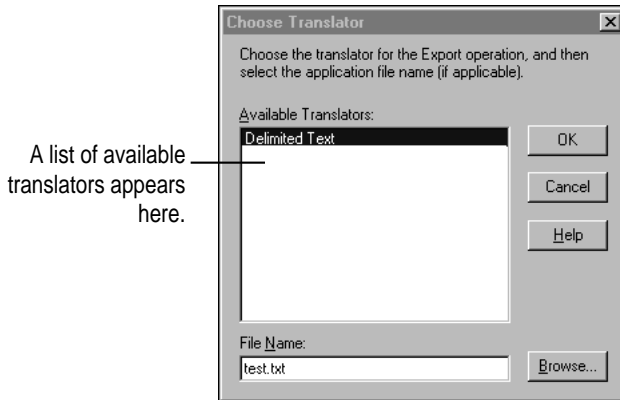 Choose Translator
Choose the translator for the Export operation, and then
select the application file name (if applicable).
Available Translators:
Delimited Text
OK
Cancel
Help
A list of available
translators appears
here.
File Name:
test.txt
Browse...